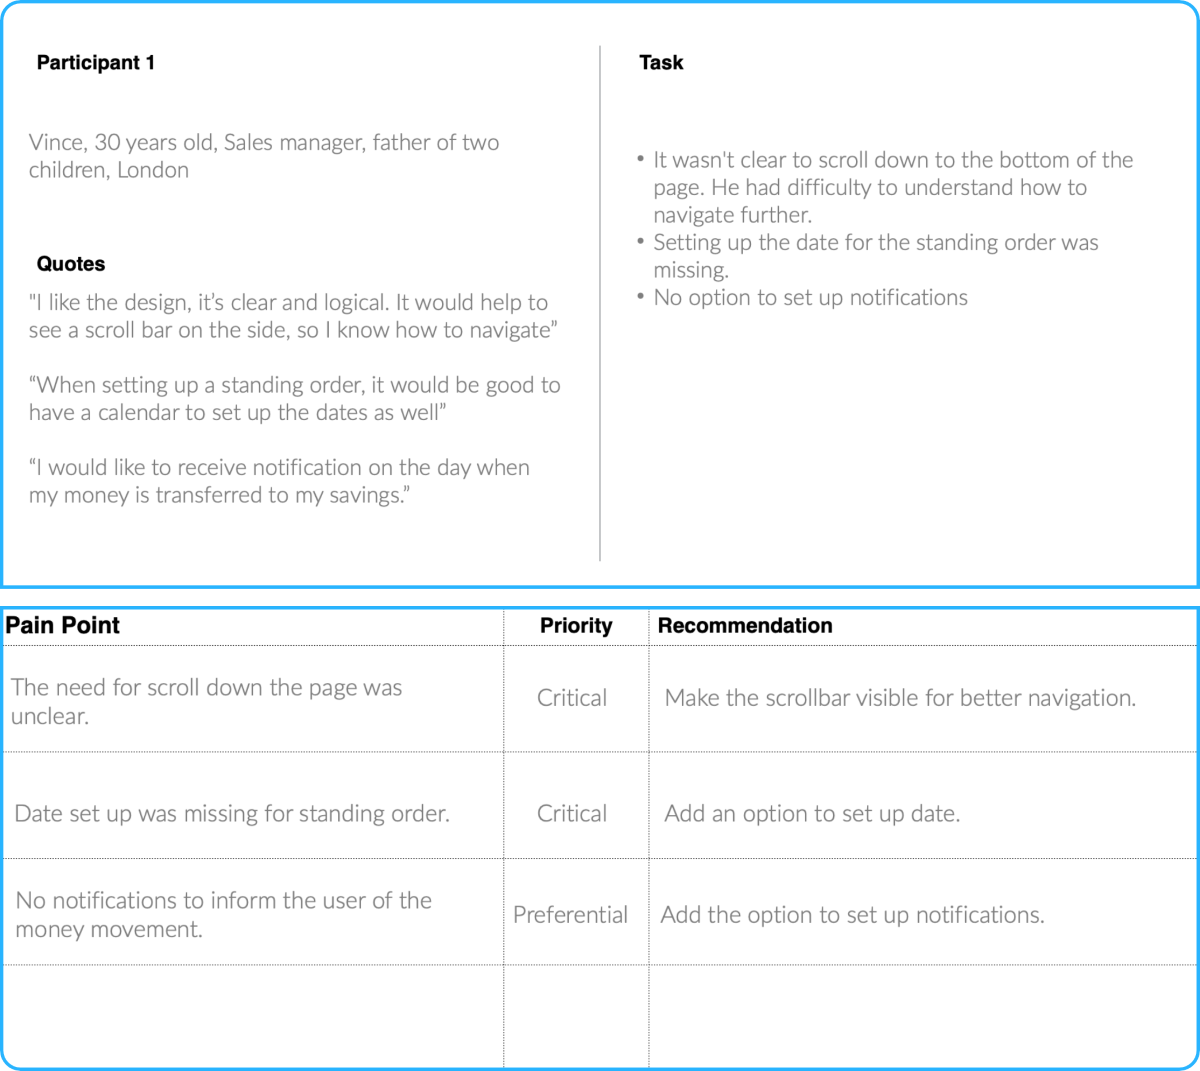 Participant 1
Vince, 30 years old, Sales manager, father of two
children, London
Quotes
"I like the design, it’s clear and logical. It would help to
see a scroll bar on the side, so I know how to navigate”
“When setting up a standing order, it would be good to
have a calendar to set up the dates as well”
“I would like to receive notification on the day when
my money is transferred to my savings.”
Task
• It wasn't clear to scroll down to the bottom of the
page. He had difficulty to understand how to
navigate further.
• Setting up the date for the standing order was
missing.
• No option to set up notifications
Pain Point Priority Recommendation
The need for scroll down the page was
unclear.
Critical
Make the scrollbar visible for better navigation.
Date set up was missing for standing order.
Critical
Add an option to set up date.
No notifications to inform the user of the
money movement.
Preferential
Add the option to set up notifications.